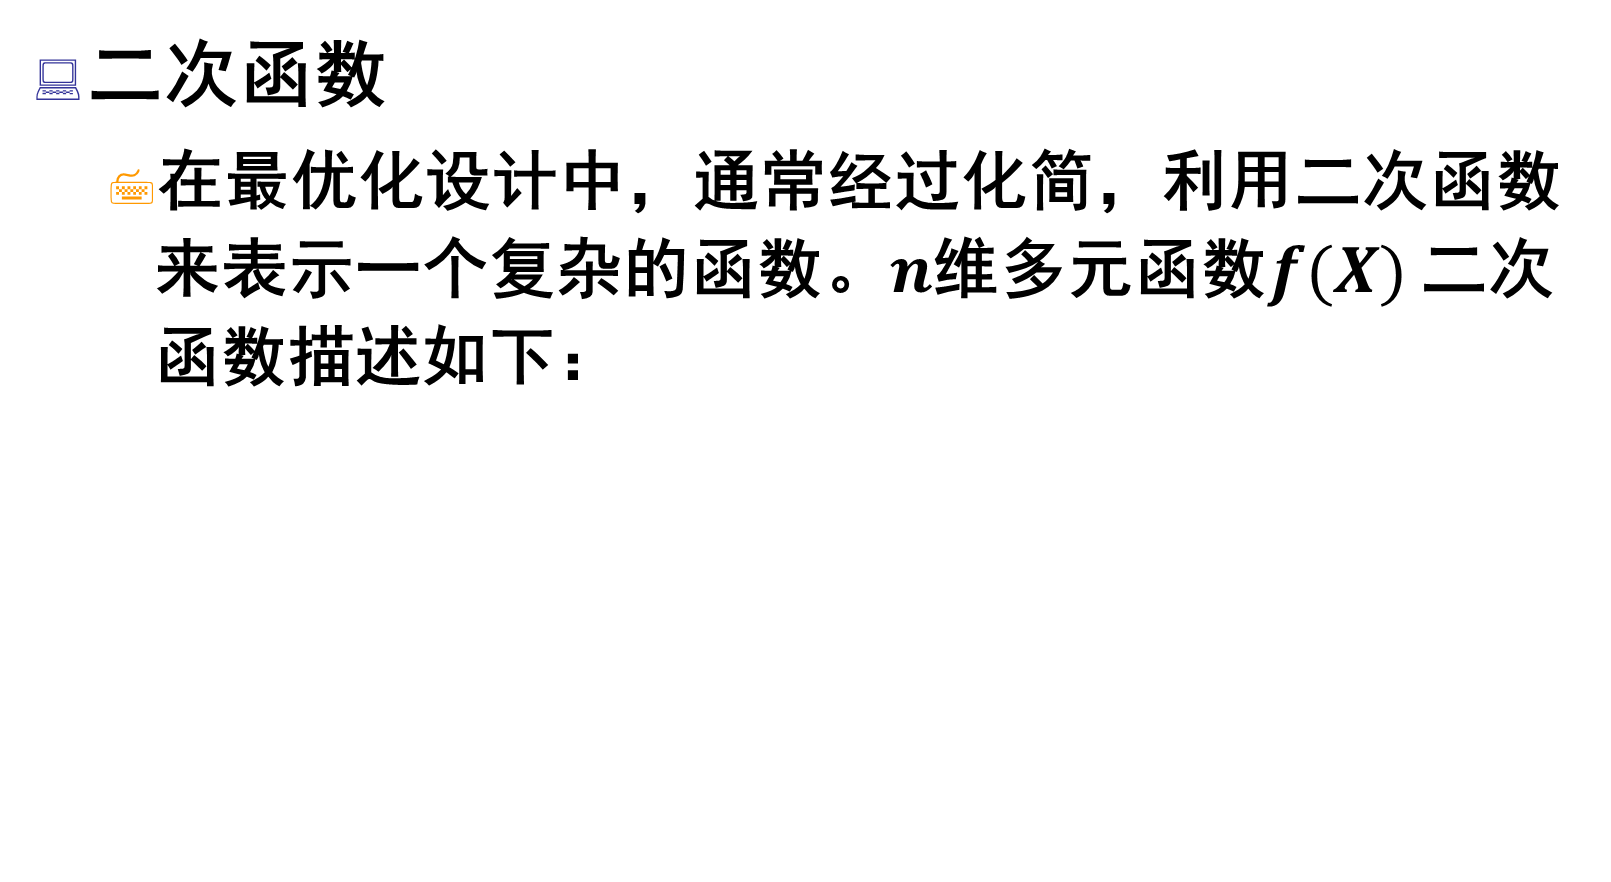 二次函数
在最优化设计中，通常经过化简，利用二次函数
来表示一个复杂的函数。n维多元函数f(X) 二次
函数描述如下：